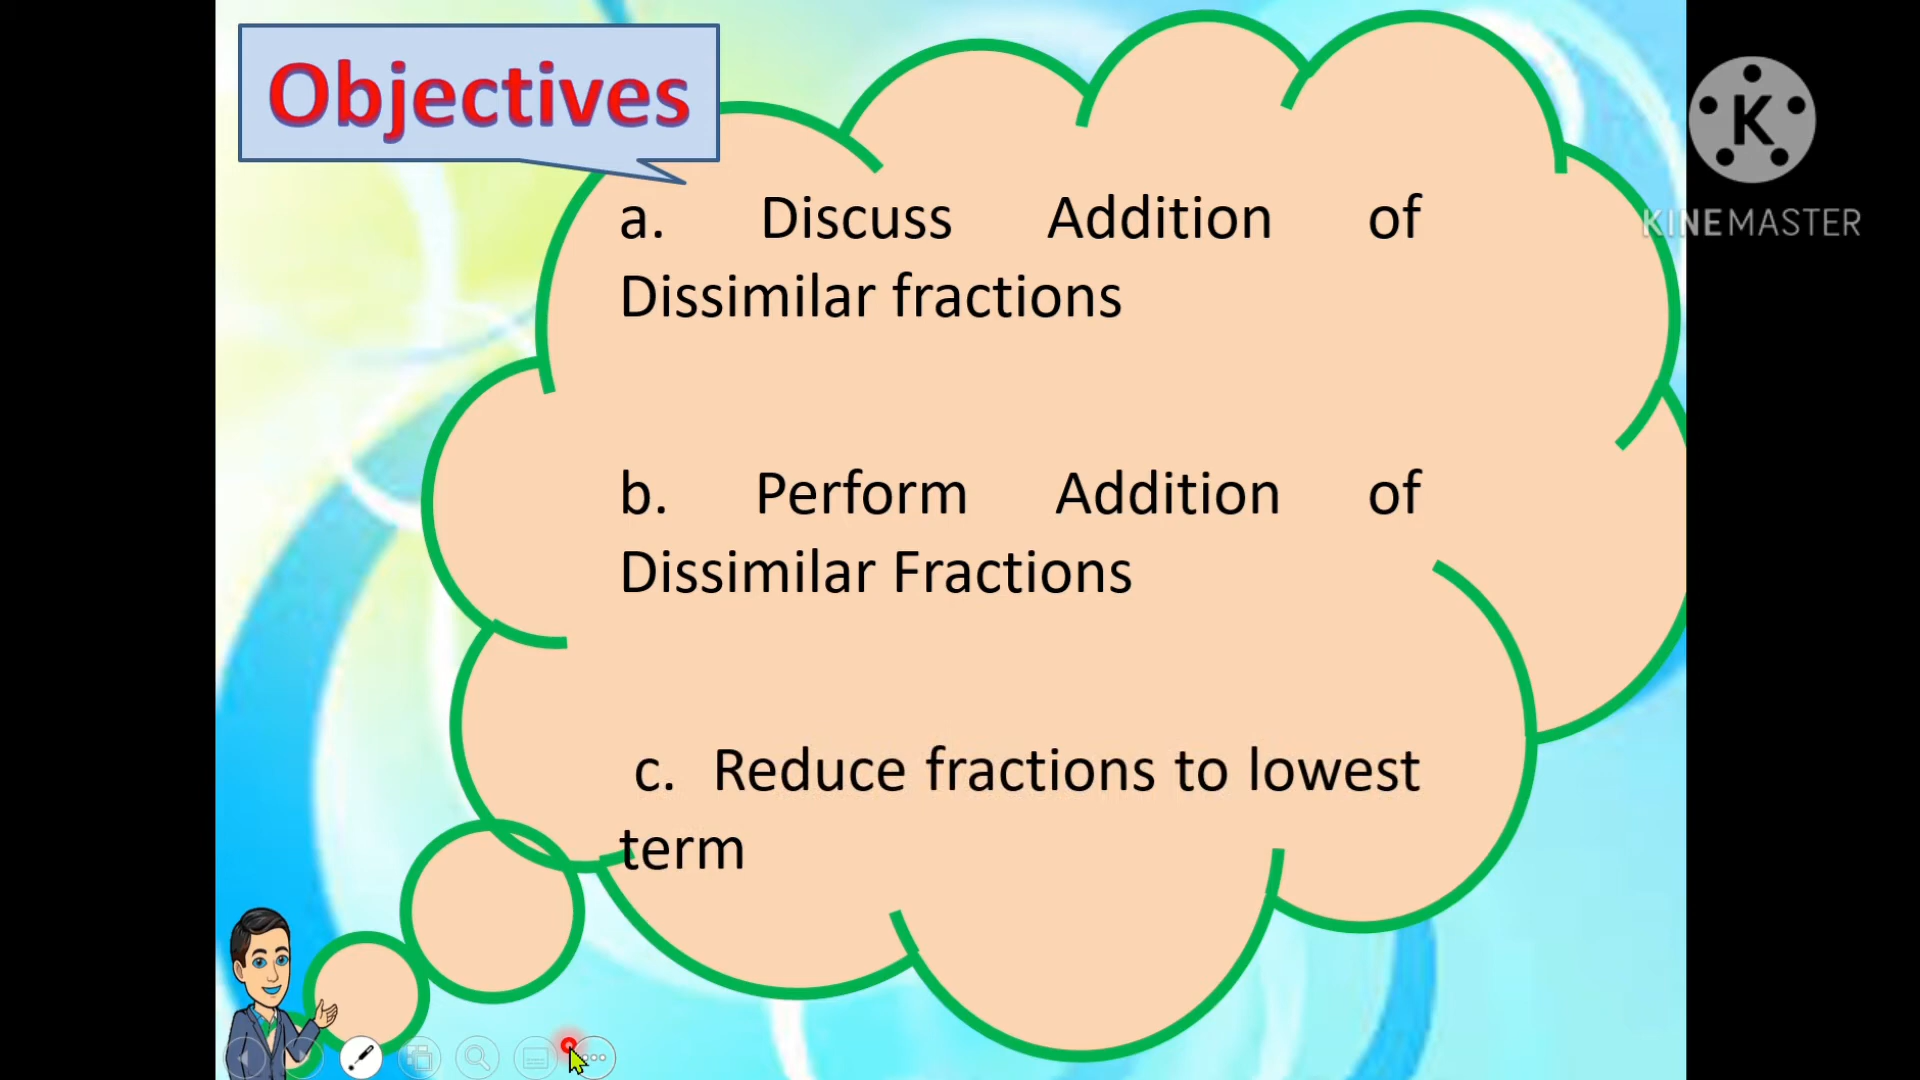 Objectives
a. Discuss Addition of
Dissimilar fractions
b. Perform Addition of
Dissimilar Fractions
c. Reduce fractions to lowest
term
K
KINEMASTER